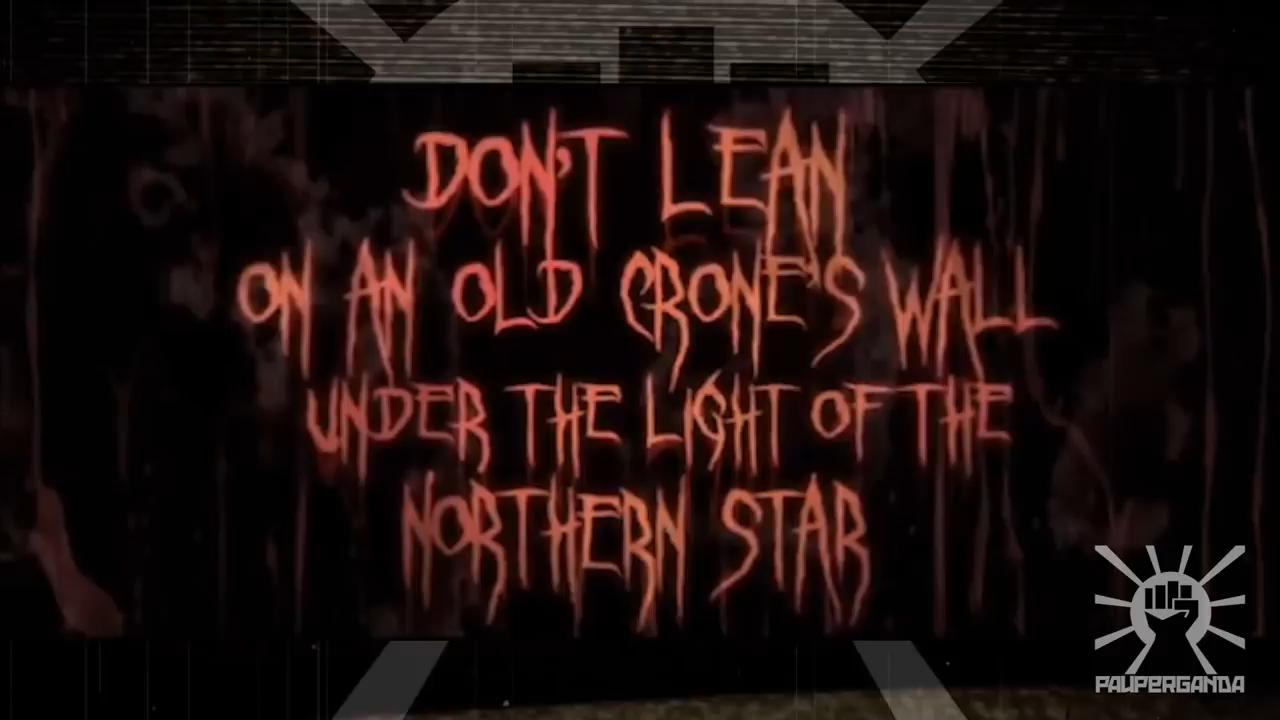 DON'T LEAN
ON AN OLD CRONE'S WALL
UNDER THE LIGHT OF THE
NORTHERN STAR
PAUPERGANDA